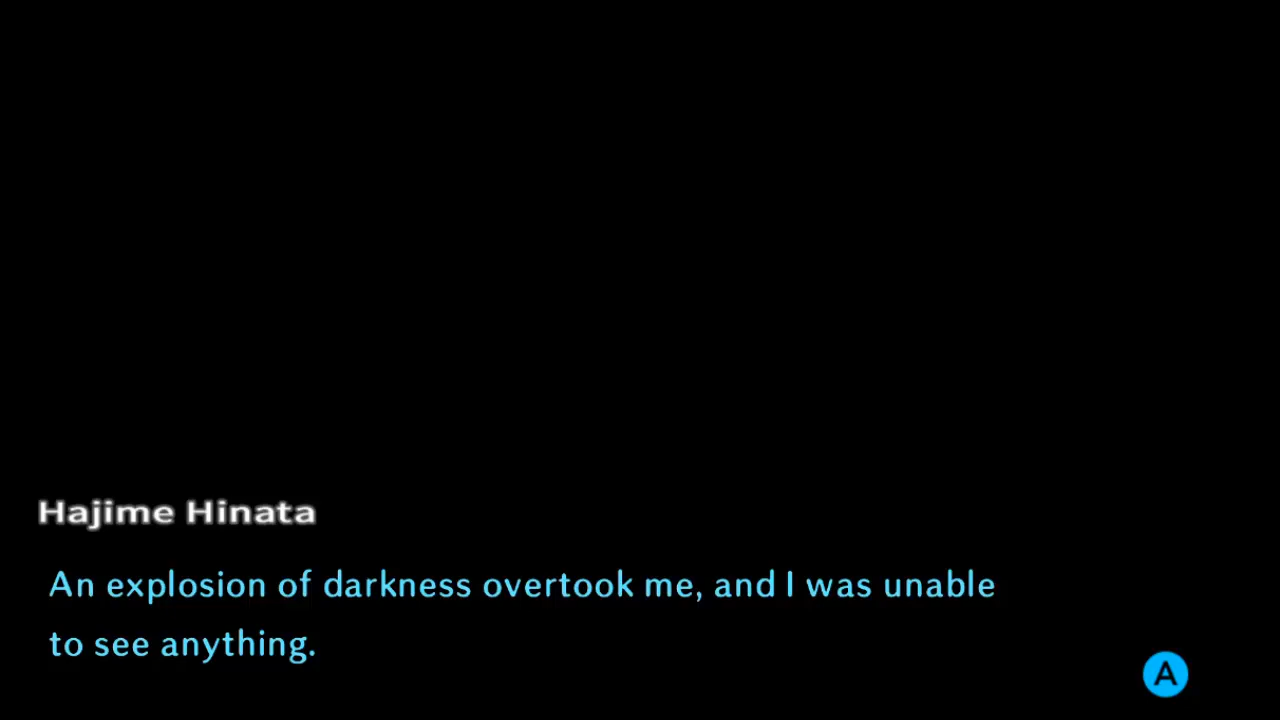 Hajime Hinata
An explosion of darkness overtook me, and I was unable
to see anything.
A